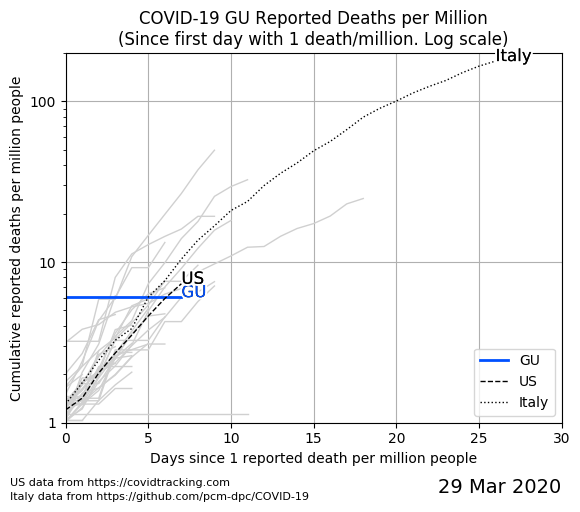 COVID-19 GU Reported Deaths per Million
(Since first day with 1 death/million. Log scale)
Cumulative reported deaths per million people
100
10
1
Italy
US
GU
GU
US
Italy
0 5 10 15 20 25 30
Days since 1 reported death per million people
US data from https://covidtracking.com
Italy data from https://github.com/pcm-dpc/COVID-19
29 Mar 2020